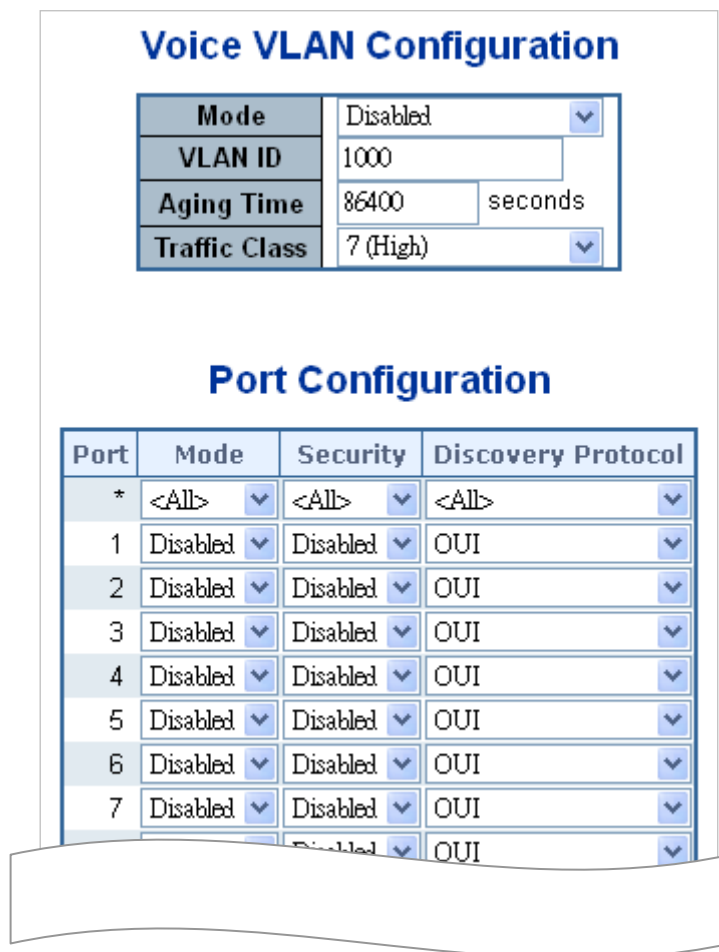 Voice VLAN Configuration
Mode Disabled
VLAN ID 1000
Aging Time 86400 seconds
Traffic Class 7 (High)
Port Configuration
Port Mode Security Discovery Protocol
* <All> <All> <All>
1 Disabled Disabled OUI
2 Disabled Disabled OUI
3 Disabled Disabled OUI
4 Disabled Disabled OUI
5 Disabled Disabled OUI
6 Disabled Disabled OUI
7 Disabled Disabled OUI
Disabled OUI